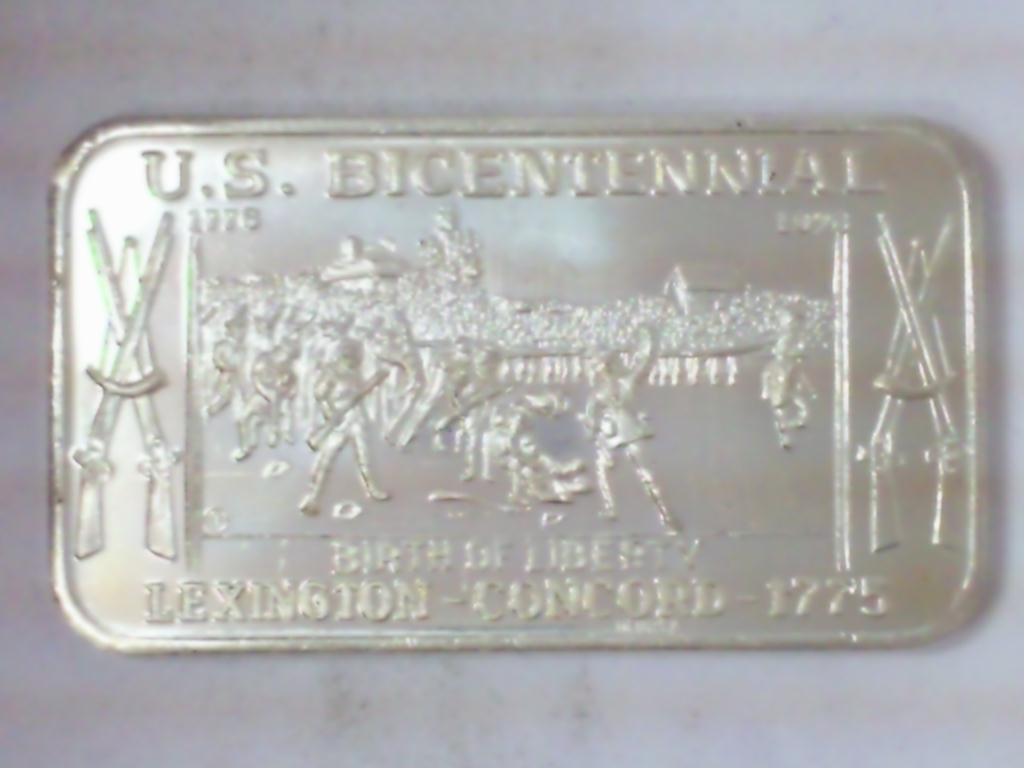 U.S. BICENTENNIAL
1776
BIRTH OF LIBERTY
LEXINGTON - CONCORD - 1775